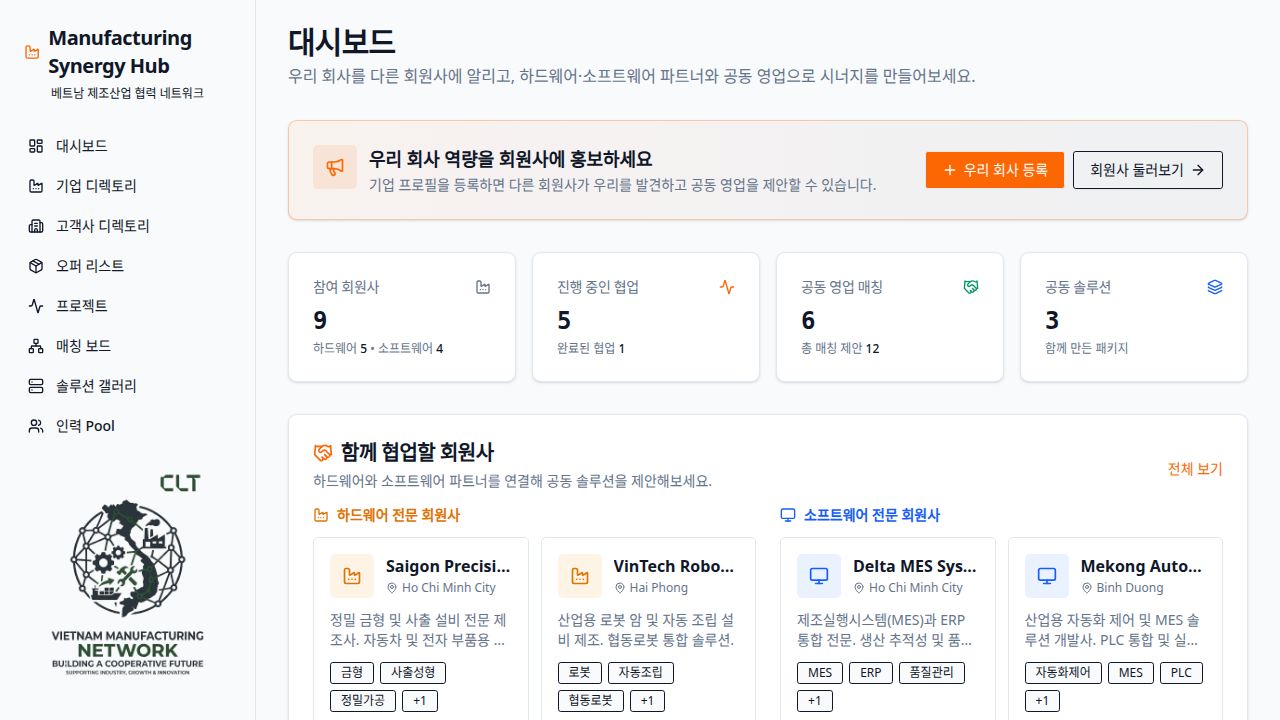 Manufacturing
Synergy Hub
베트남 제조산업 협력 네트워크
대시보드
기업 디렉토리
고객사 디렉토리
오퍼 리스트
프로젝트
매칭 보드
솔루션 갤러리
인력 Pool
CLT
VIETNAM MANUFACTURING
NETWORK
BUILDING A COOPERATIVE FUTURE
SUPPORTING INDUSTRY, GROWTH & INNOVATION
대시보드
우리 회사를 다른 회원사에 알리고, 하드웨어·소프트웨어 파트너와 공동 영업으로 시너지를 만들어보세요.
우리 회사 역량을 회원사에 홍보하세요
기업 프로필을 등록하면 다른 회원사가 우리를 발견하고 공동 영업을 제안할 수 있습니다.
우리 회사 등록
회원사 둘러보기
참여 회원사
9
하드웨어 5 • 소프트웨어 4
진행 중인 협업
5
완료된 협업 1
공동 영업 매칭
6
총 매칭 제안 12
공동 솔루션
3
함께 만든 패키지
함께 협업할 회원사
하드웨어와 소프트웨어 파트너를 연결해 공동 솔루션을 제안해보세요.
전체 보기
하드웨어 전문 회원사
Saigon Precisi...
Ho Chi Minh City
정밀 금형 및 사출 설비 전문 제
조사. 자동차 및 전자 부품용 ...
금형
사출성형
정밀가공
+1
VinTech Robo...
Hai Phong
산업용 로봇 암 및 자동 조립 설
비 제조. 협동로봇 통합 솔루션.
로봇
자동조립
협동로봇
+1
소프트웨어 전문 회원사
Delta MES Sys...
Ho Chi Minh City
제조실행시스템(MES)과 ERP
통합 전문. 생산 추적성 및 품...
MES
ERP
품질관리
+1
Mekong Auto...
Binh Duong
산업용 자동화 제어 및 MES 솔
루션 개발사. PLC 통합 및 실...
자동화제어
MES
PLC
+1